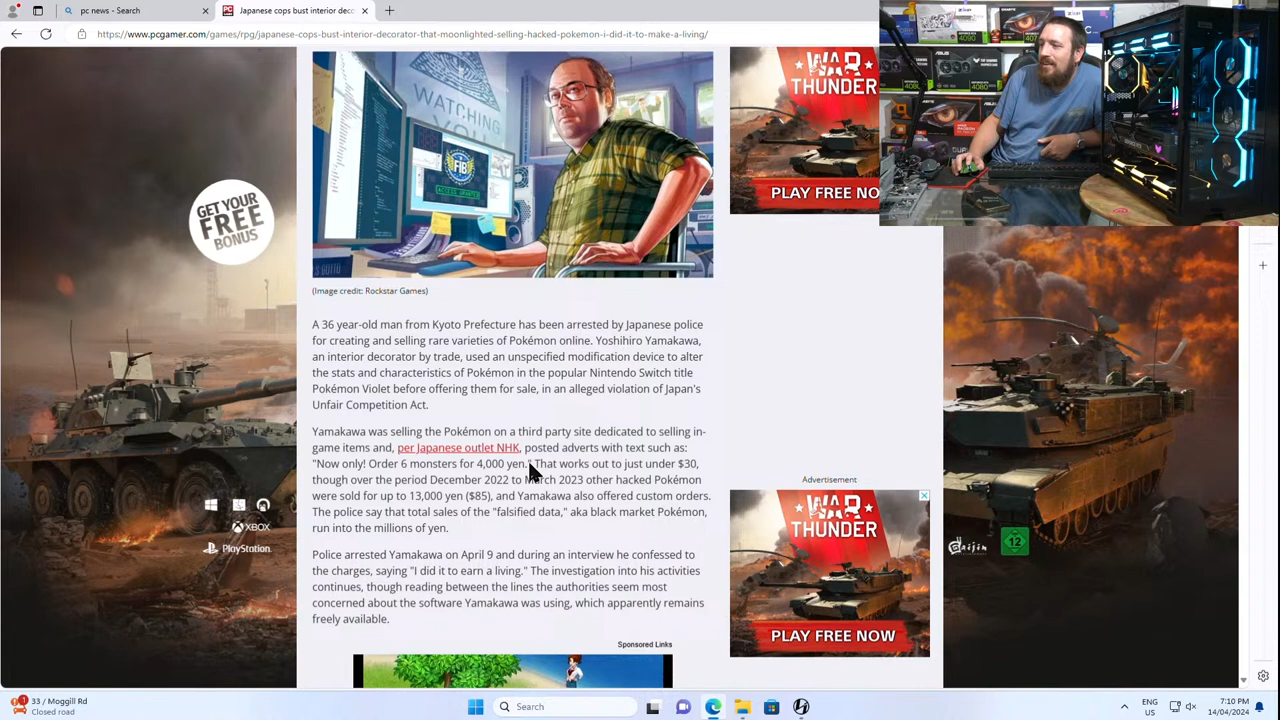 pc news - Search
Japanese cops bust interior deco
https://www.pcgamer.com/games/rpg/japanese-cops-bust-interior-decorator-that-moonlighted-selling-hacked-pokemon-i-did-it-to-make-a-living/
GET YOUR
FREE
BONUS
XBOX
PlayStation
FIB
(Image credit: Rockstar Games)
A 36 year-old man from Kyoto Prefecture has been arrested by Japanese police
for creating and selling rare varieties of Pokémon online. Yoshihiro Yamakawa,
an interior decorator by trade, used an unspecified modification device to alter
the stats and characteristics of Pokémon in the popular Nintendo Switch title
Pokémon Violet before offering them for sale, in an alleged violation of Japan's
Unfair Competition Act.
Yamakawa was selling the Pokémon on a third party site dedicated to selling in-
game items and, per Japanese outlet NHK, posted adverts with text such as:
"Now only! Order 6 monsters for 4,000 yen." That works out to just under $30,
though over the period December 2022 to March 2023 other hacked Pokémon
were sold for up to 13,000 yen ($85), and Yamakawa also offered custom orders.
The police say that total sales of the "falsified data," aka black market Pokémon,
run into the millions of yen.
Police arrested Yamakawa on April 9 and during an interview he confessed to
the charges, saying "I did it to earn a living." The investigation into his activities
continues, though reading between the lines the authorities seem most
concerned about the software Yamakawa was using, which apparently remains
freely available.
Sponsored Links
WAR
THUNDER
PLAY FREE NO
Advertisement
WAR
THUNDER
PLAY FREE NOW
Gaijin
12
GIGABYTE
ASUS
33 / Moggill Rd
Closed road
1
Search
ENG
US
7:10 PM
14/04/2024